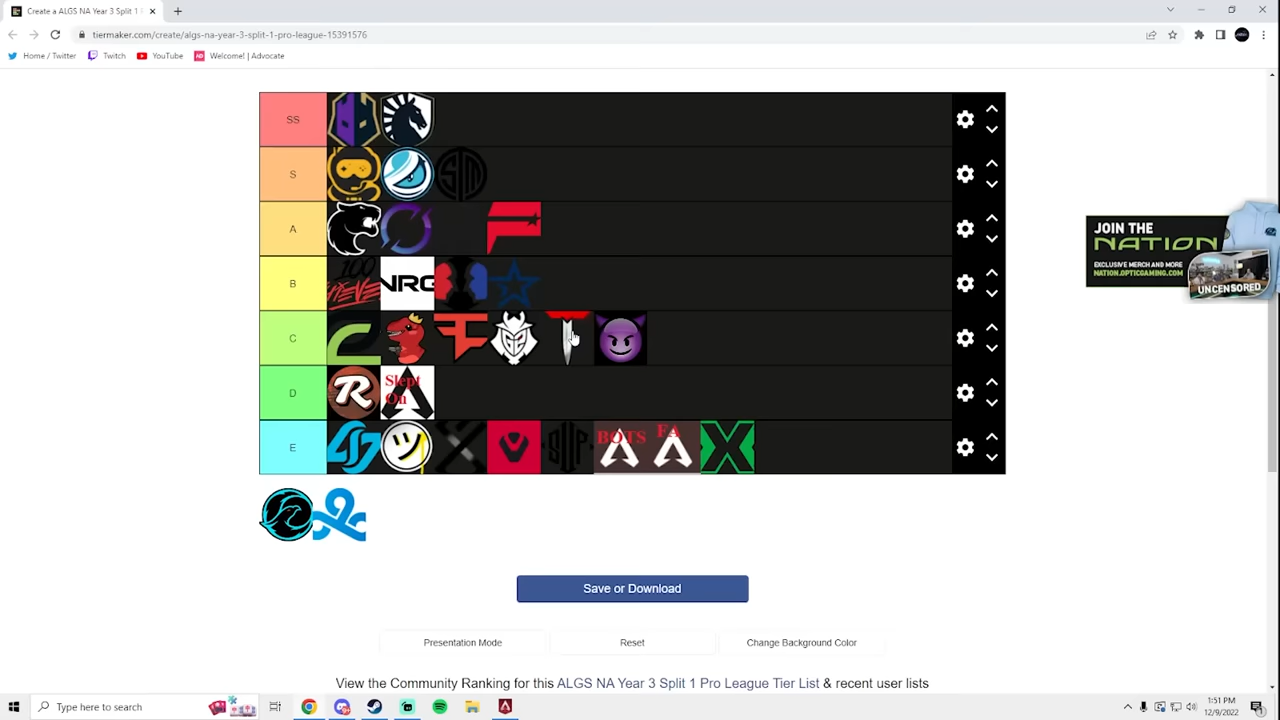 Create a ALGS NA Year 3 Split 1
tiermaker.com/create/algs-na-year-3-split-1-pro-league-15391576
Home / Twitter
Twitch
YouTube
Welcome! | Advocate
SS
S
TSM
A
B
100
THIEVES
NRG
C
G2
D
R
Slept
On
E
BOTS
FA
JOIN THE
NATION
EXCLUSIVE MERCH AND MORE
NATION.OPTICGAMING.COM
UNCENSORED
Save or Download
Presentation Mode
Reset
Change Background Color
View the Community Ranking for this ALGS NA Year 3 Split 1 Pro League Tier List & recent user lists
Type here to search
1:51 PM
12/9/2022